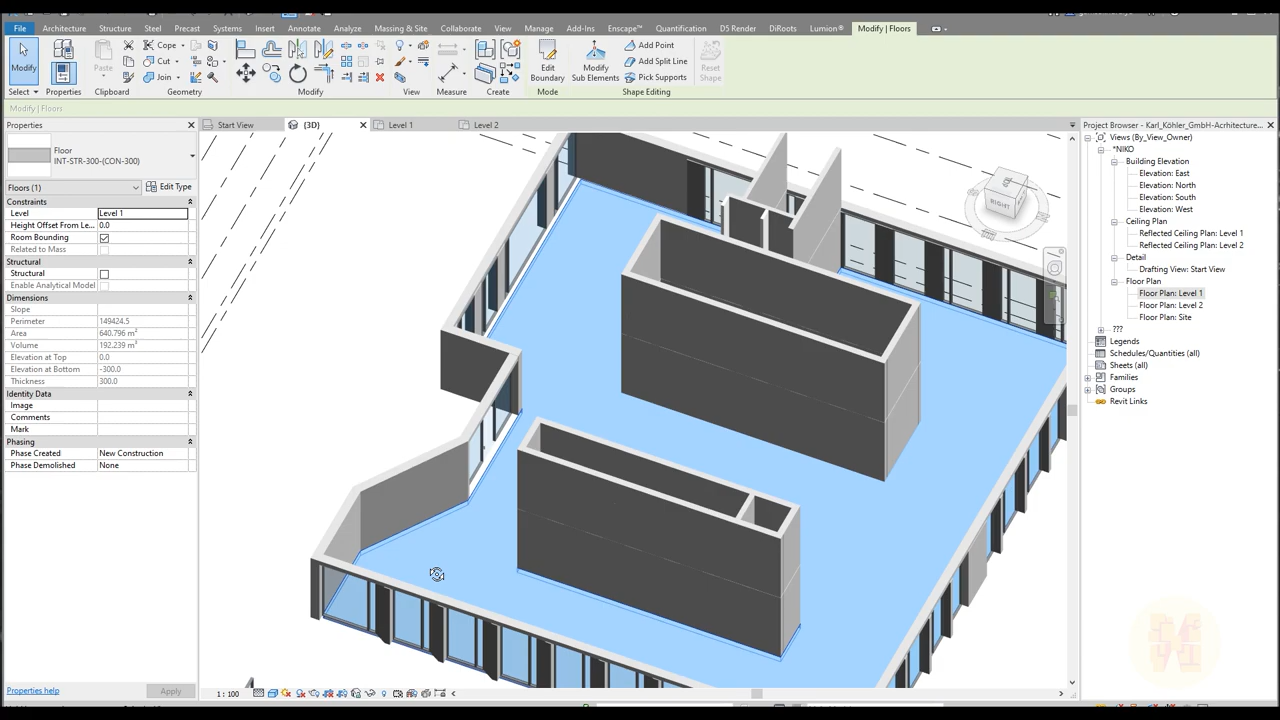 File Architecture Structure Steel Precast Systems Insert Annotate Analyze Massing & Site Collaborate View Manage Add-Ins Enscape™ Quantification D5 Render DiRoots Lumion® Modify | Floors
Modify
Paste
Cope
Cut
Join
Edit Boundary
Modify Sub Elements
Add Point
Add Split Line
Pick Supports
Reset Shape
Select Properties Clipboard Geometry Modify View Measure Create Mode Shape Editing
Modify | Floors
Properties
Floor
INT-STR-300-(CON-300)
Floors (1) Edit Type
Constraints
Level Level 1
Height Offset From Le... 0.0
Room Bounding
Related to Mass
Structural
Structural
Enable Analytical Model
Dimensions
Slope
Perimeter 149424.5
Area 640.796 m²
Volume 192.239 m³
Elevation at Top 0.0
Elevation at Bottom -300.0
Thickness 300.0
Identity Data
Image
Comments
Mark
Phasing
Phase Created New Construction
Phase Demolished None
Properties help Apply
Start View {3D} Level 1 Level 2
RIGHT
1 : 100
Project Browser - Karl_Köhler_GmbH-Acrhitecture...
Views (By_View_Owner)
*NIKO
Building Elevation
Elevation: East
Elevation: North
Elevation: South
Elevation: West
Ceiling Plan
Reflected Ceiling Plan: Level 1
Reflected Ceiling Plan: Level 2
Detail
Drafting View: Start View
Floor Plan
Floor Plan: Level 1
Floor Plan: Level 2
Floor Plan: Site
???
Legends
Schedules/Quantities (all)
Sheets (all)
Families
Groups
Revit Links